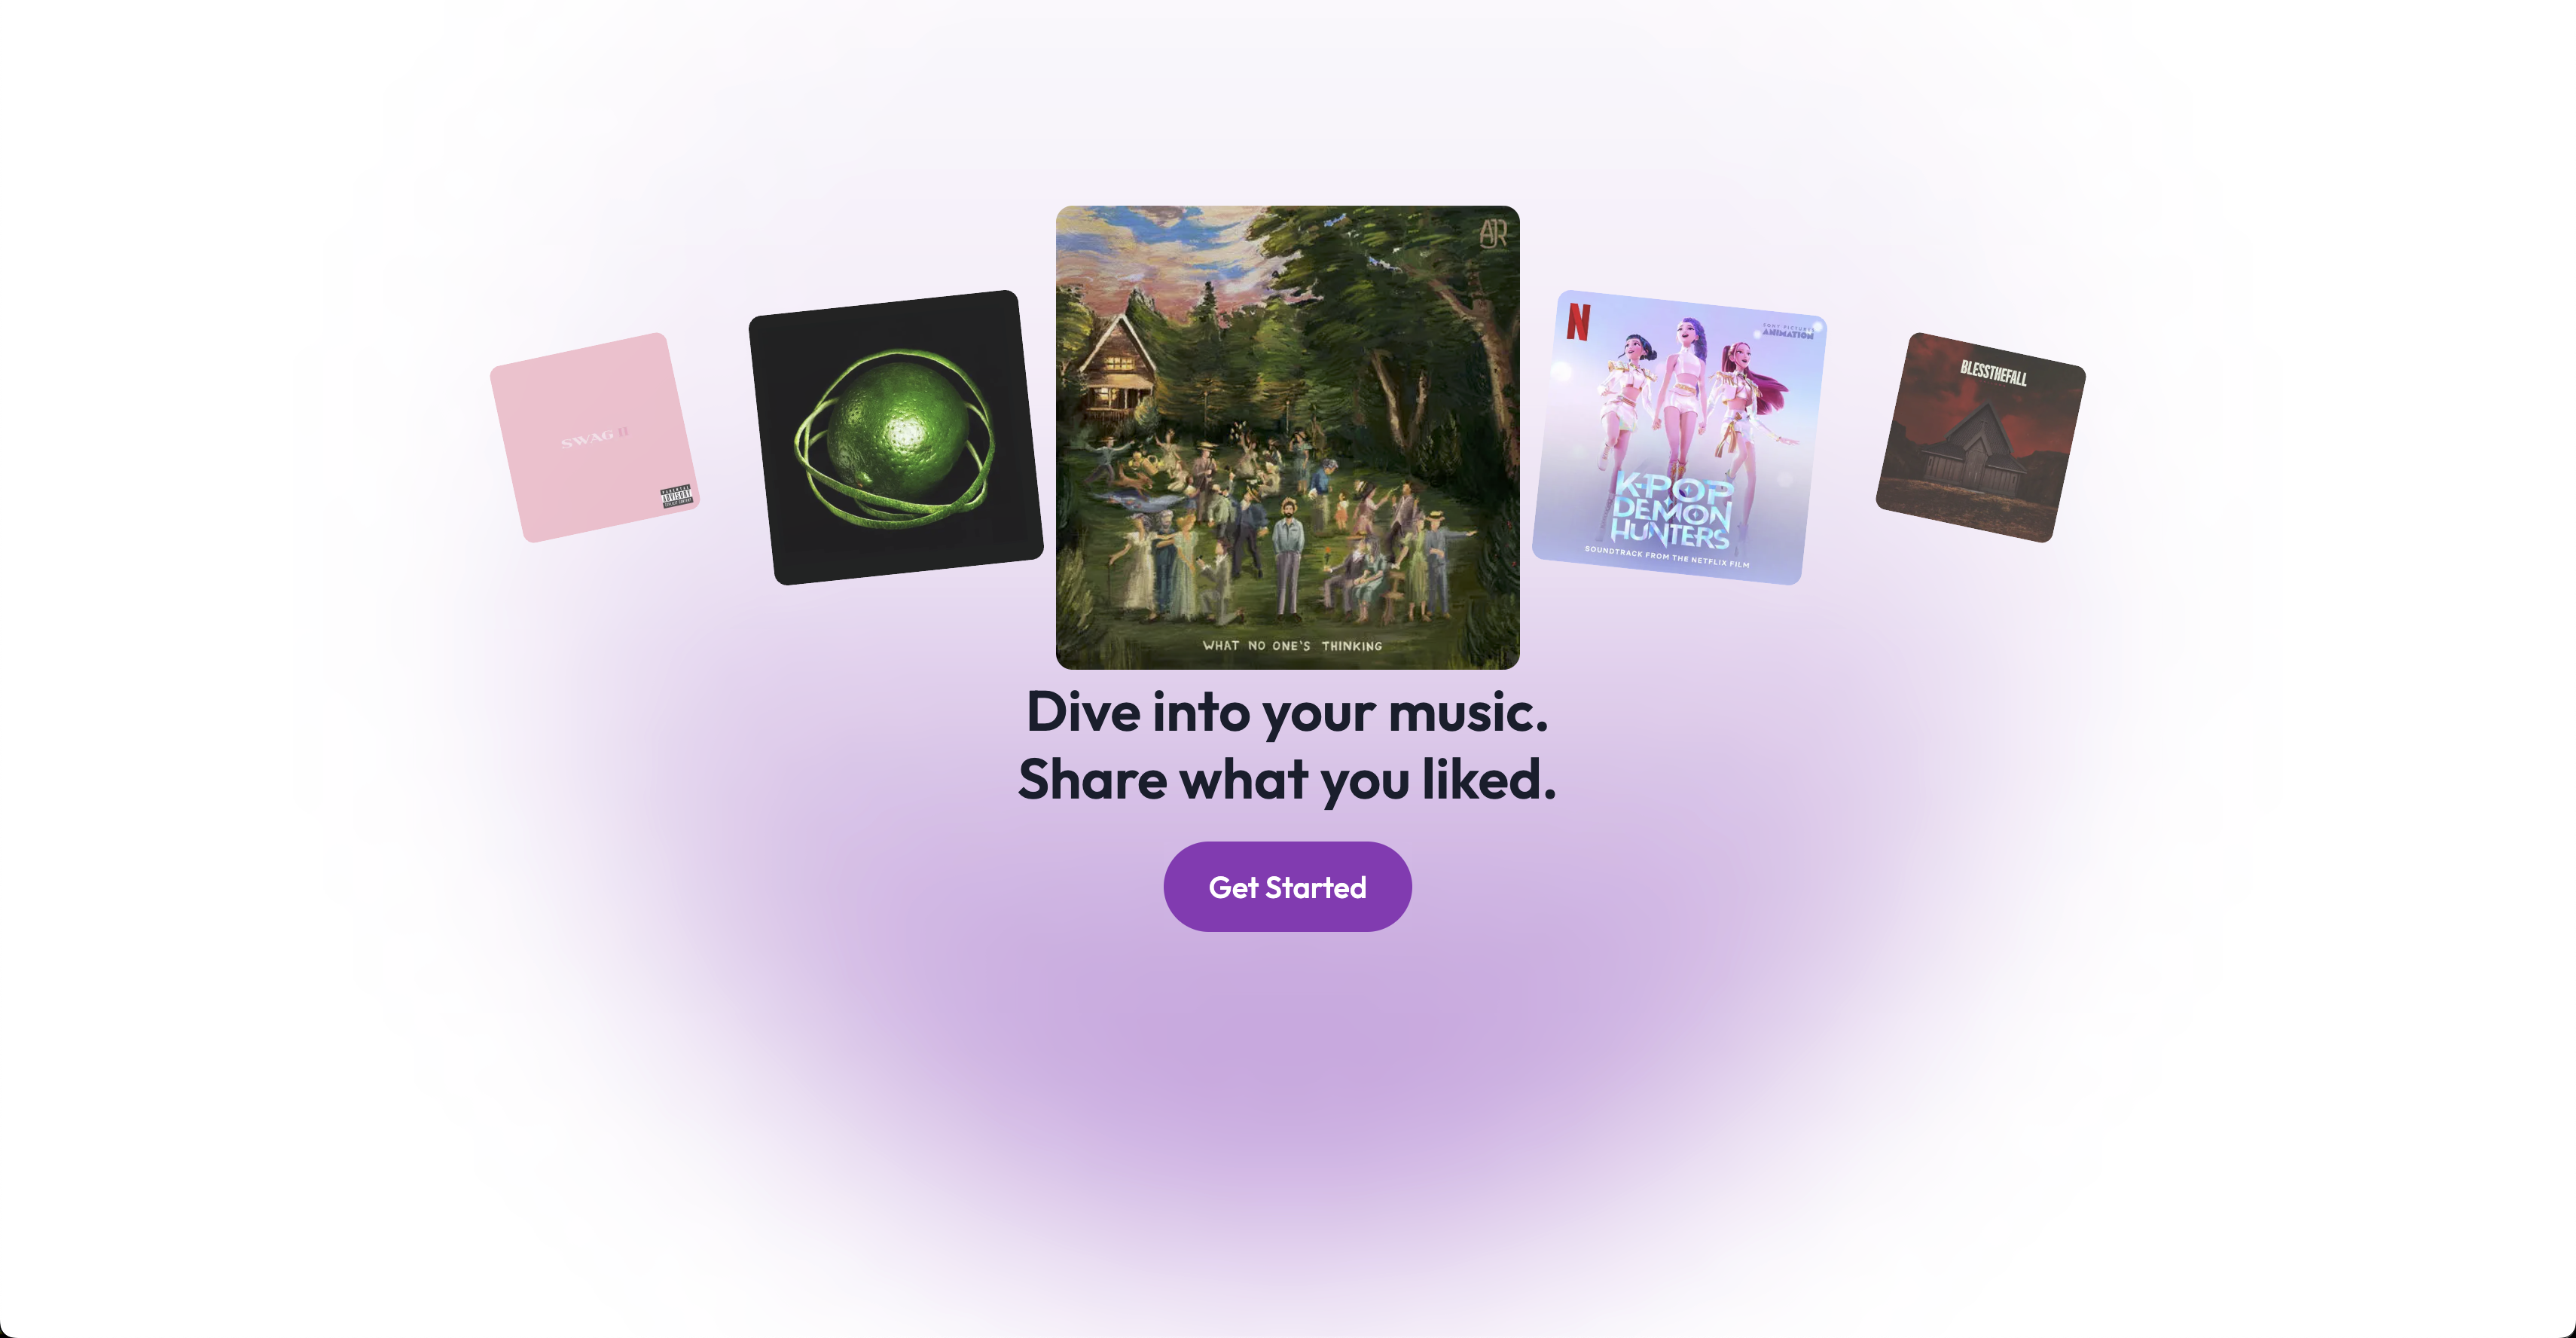 AJR
N
SONY PICTURES
ANIMATION
BLESSTHEFALL
SWAG II
K-POP
DEMON
HUNTERS
SOUNDTRACK FROM THE NETFLIX FILM
PARENTAL
ADVISORY
EXPLICIT CONTENT
WHAT NO ONE'S THINKING
Dive into your music.
Share what you liked.
Get Started